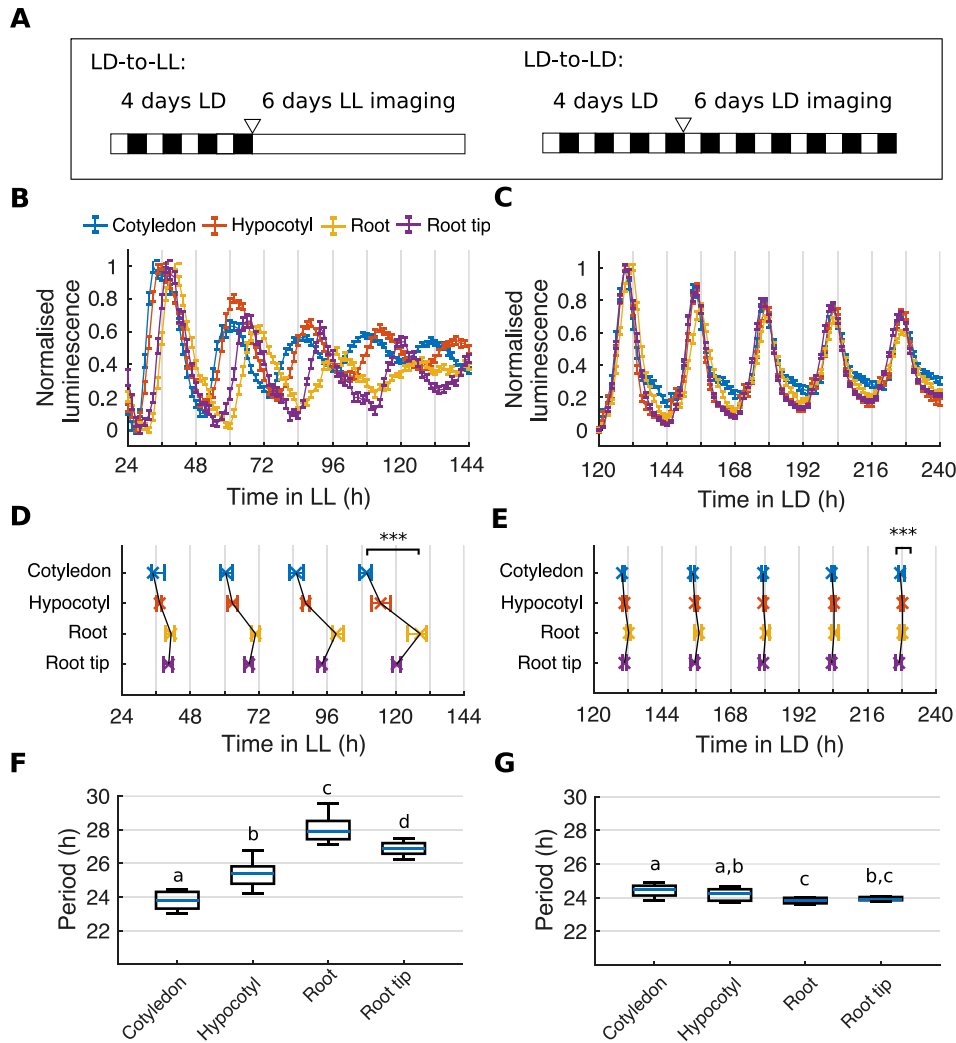 A
LD-to-LL:
4 days LD
6 days LL imaging
LD-to-LD:
4 days LD
6 days LD imaging
B
Cotyledon
Hypocotyl
Root
Root tip
Normalised
luminescence
1
0.8
0.6
0.4
0.2
0
24 48 72 96 120 144
Time in LL (h)
C
Normalised
luminescence
1
0.8
0.6
0.4
0.2
0
120 144 168 192 216 240
Time in LD (h)
D
***
Cotyledon
Hypocotyl
Root
Root tip
24 48 72 96 120 144
Time in LL (h)
E
***
Cotyledon
Hypocotyl
Root
Root tip
120 144 168 192 216 240
Time in LD (h)
F
Period (h)
30
28
26
24
22
a
b
c
d
Cotyledon
Hypocotyl
Root
Root tip
G
Period (h)
30
28
26
24
22
a
a,b
c
b,c
Cotyledon
Hypocotyl
Root
Root tip